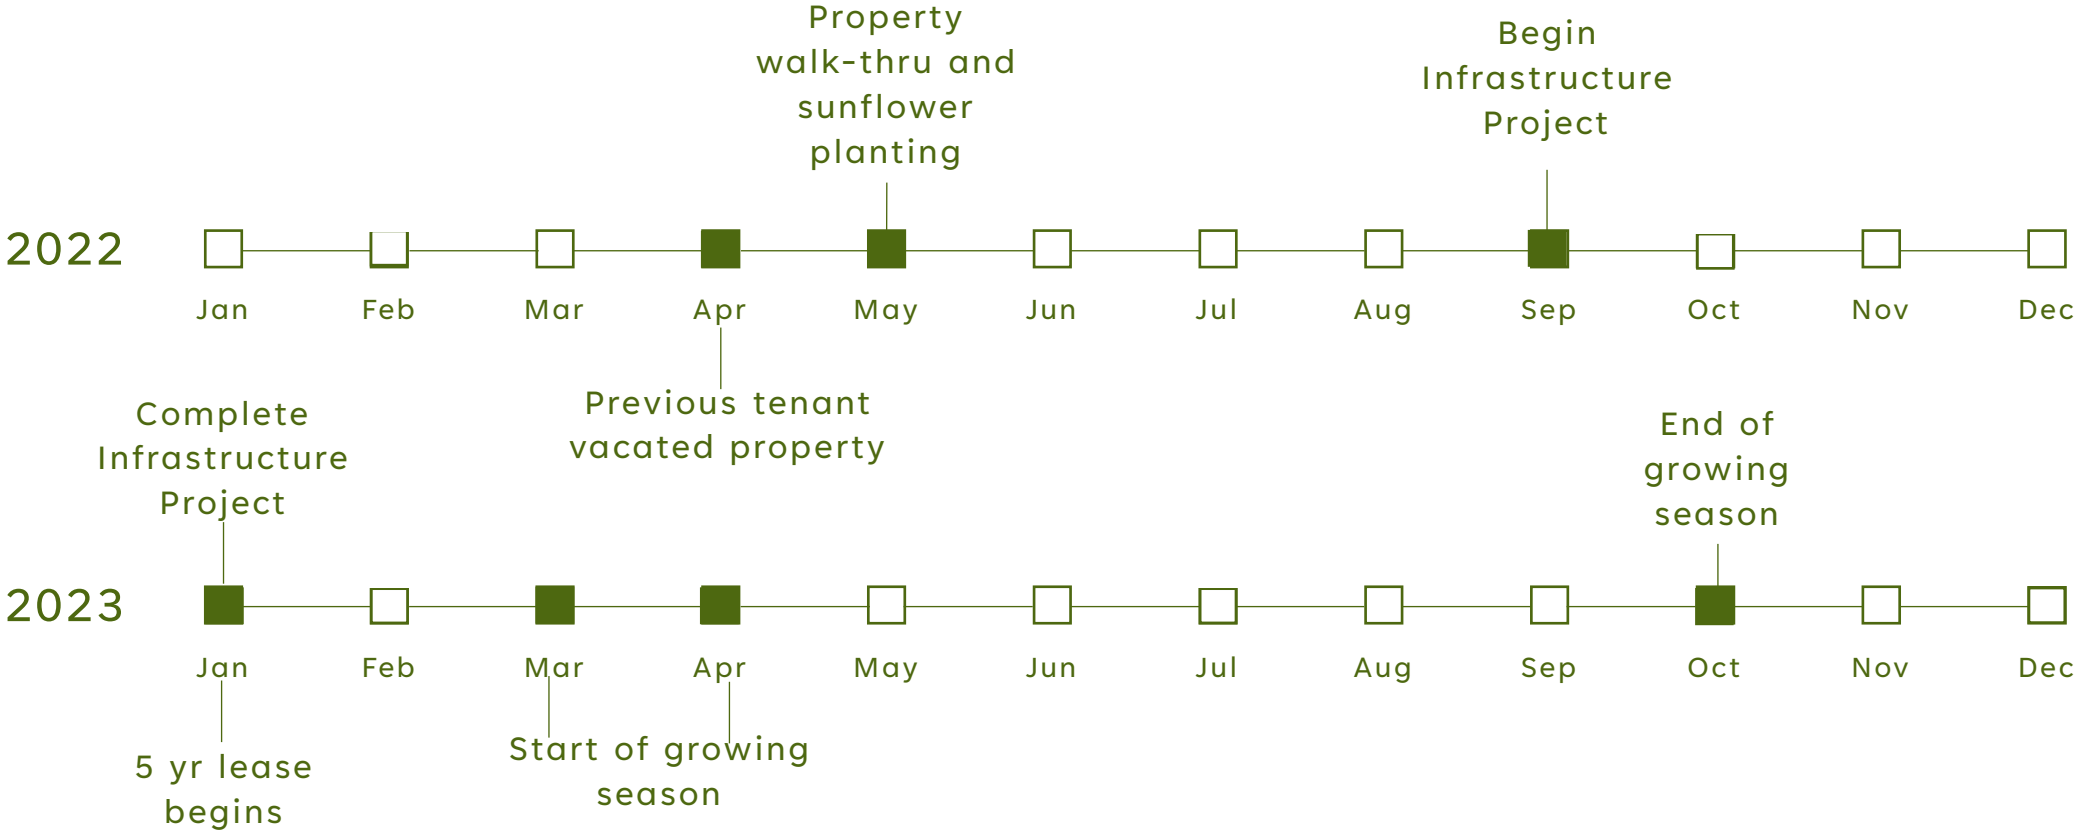 Property
walk-thru and
sunflower
planting
Begin
Infrastructure
Project
2022
Jan Feb Mar Apr May Jun Jul Aug Sep Oct Nov Dec
Previous tenant
vacated property
Complete
Infrastructure
Project
End of
growing
season
2023
Jan Feb Mar Apr May Jun Jul Aug Sep Oct Nov Dec
5 yr lease
begins
Start of growing
season